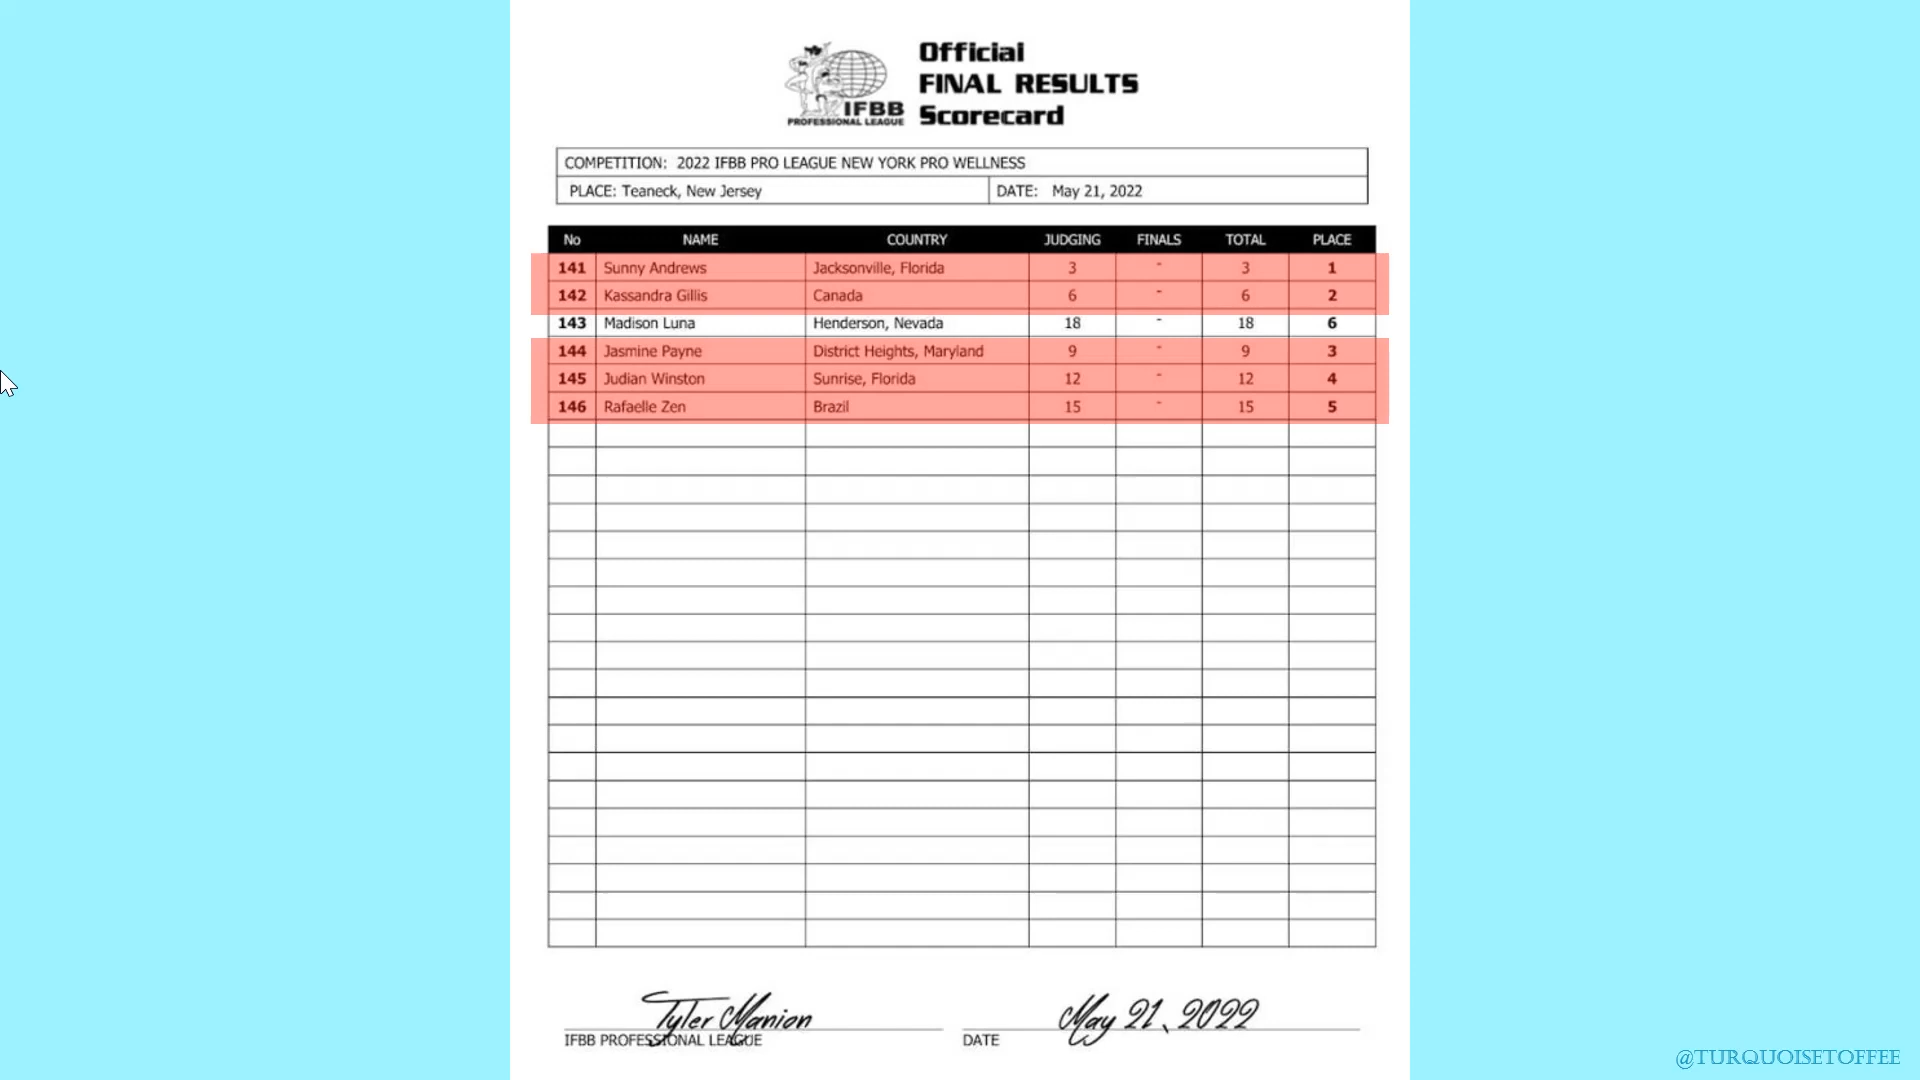 Official
FINAL RESULTS
Scorecard
IFBB
PROFESSIONAL LEAGUE
COMPETITION: 2022 IFBB PRO LEAGUE NEW YORK PRO WELLNESS
PLACE: Teaneck, New Jersey DATE: May 21, 2022
No NAME COUNTRY JUDGING FINALS TOTAL PLACE
141 Sunny Andrews Jacksonville, Florida 3 - 3 1
142 Kassandra Gillis Canada 6 - 6 2
143 Madison Luna Henderson, Nevada 18 - 18 6
144 Jasmine Payne District Heights, Maryland 9 - 9 3
145 Judian Winston Sunrise, Florida 12 - 12 4
146 Rafaelle Zen Brazil 15 - 15 5
Tyler Manion May 21, 2022
IFBB PROFESSIONAL LEAGUE DATE
@TURQUOISETOFFEE